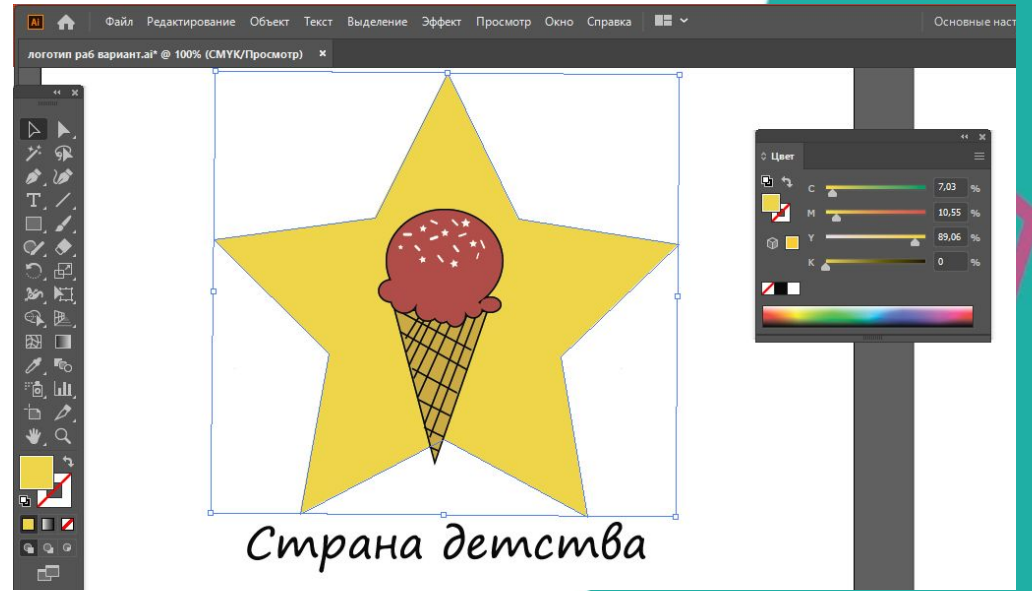 Ai Файл Редактирование Объект Текст Выделение Эффект Просмотр Окно Справка Основные наст
логотип раб вариант.ai* @ 100% (CMYK/Просмотр) ×
Цвет
C 7,03 %
M 10,55 %
Y 89,06 %
K 0 %
Страна детства